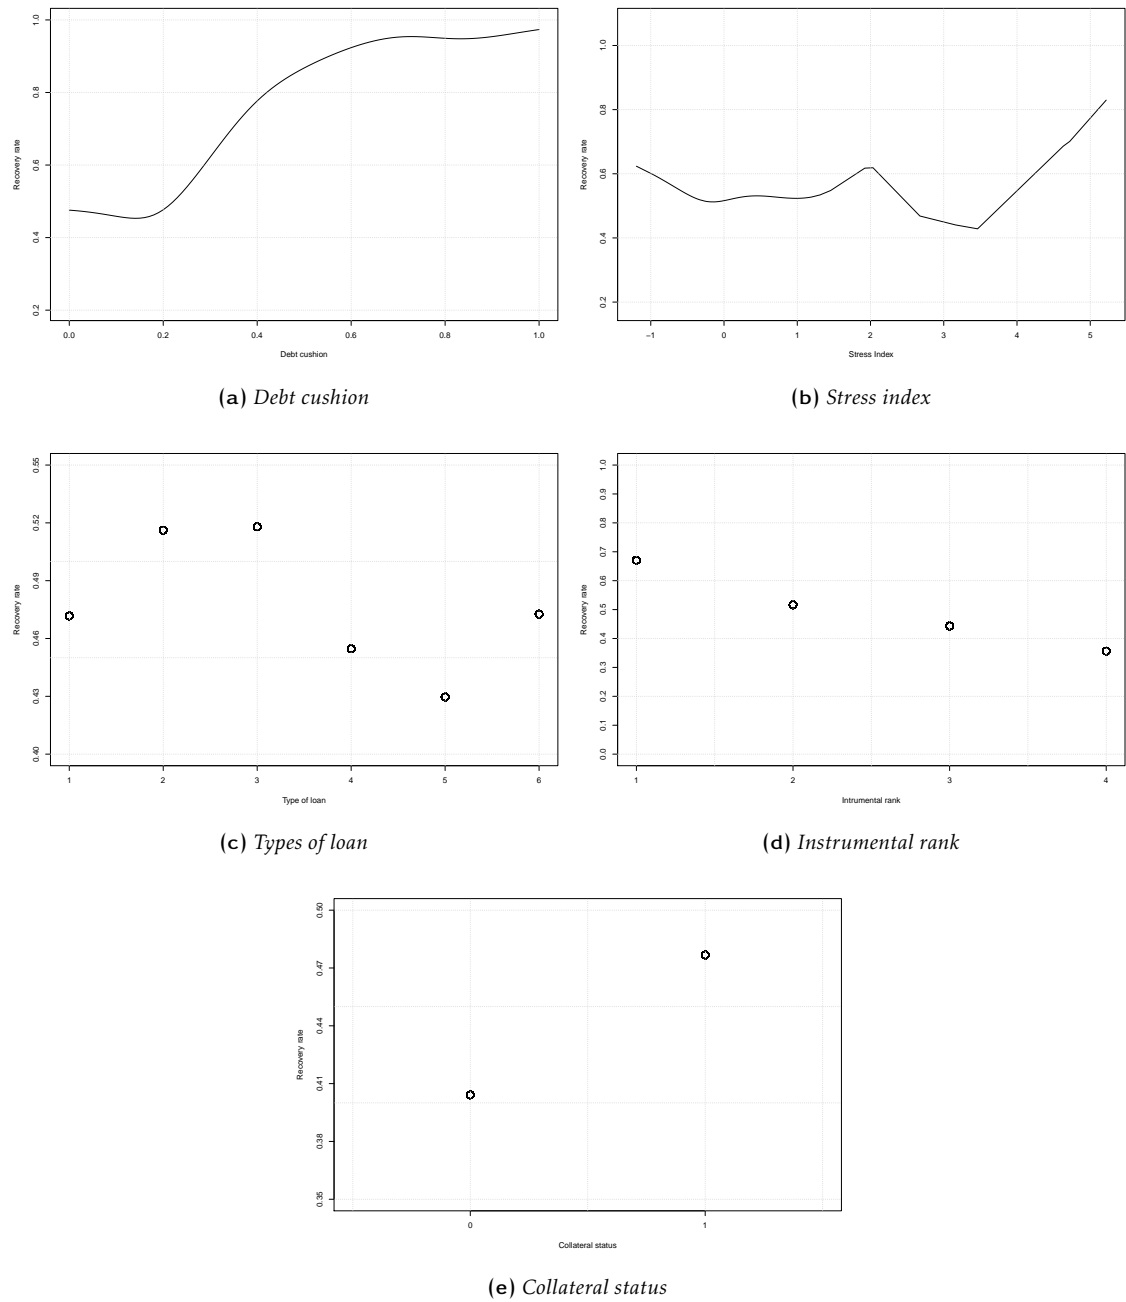 1.0
0.8
0.6
0.4
0.2
Recovery rate
0.0 0.2 0.4 0.6 0.8 1.0
Debt cushion
(a) Debt cushion
1.0
0.8
0.6
0.4
0.2
Recovery rate
−1 0 1 2 3 4 5
Stress Index
(b) Stress index
0.55
0.52
0.49
0.46
0.43
0.40
Recovery rate
1 2 3 4 5 6
Type of loan
(c) Types of loan
1.0
0.9
0.8
0.7
0.6
0.5
0.4
0.3
0.2
0.1
0.0
Recovery rate
1 2 3 4
Intrumental rank
(d) Instrumental rank
0.50
0.47
0.44
0.41
0.38
0.35
Recovery rate
0 1
Collateral status
(e) Collateral status